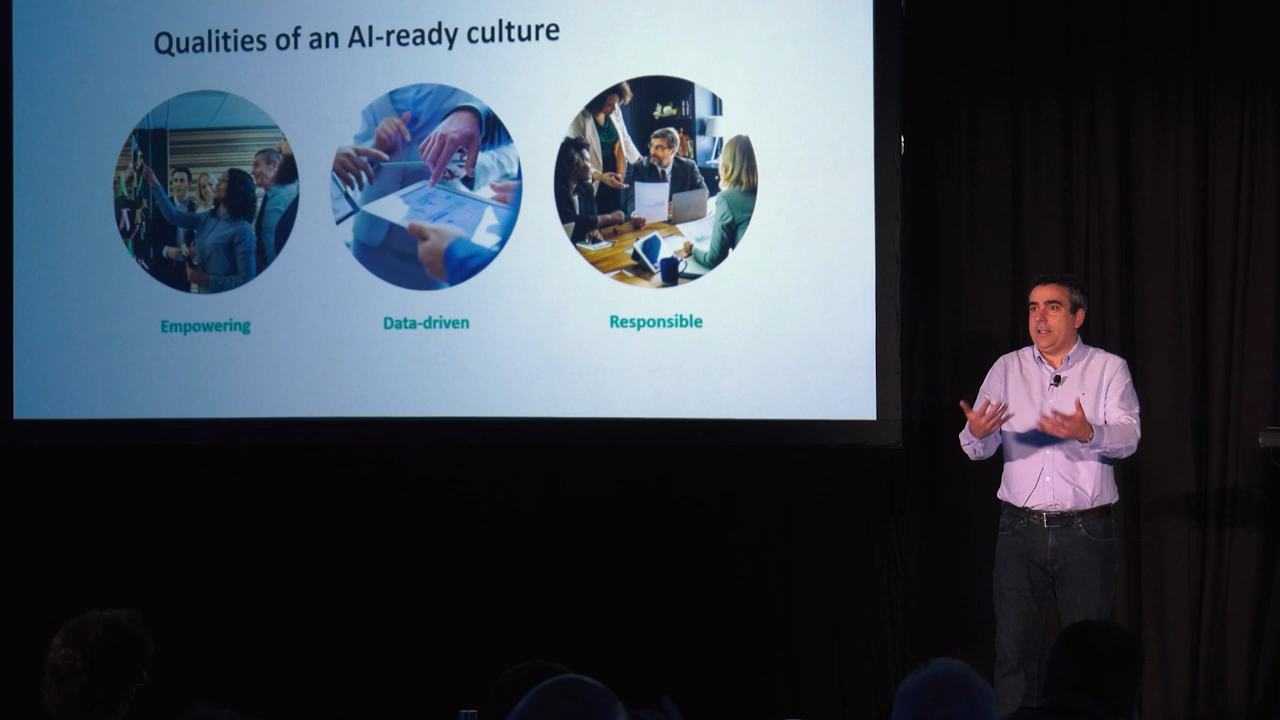 Qualities of an AI-ready culture
Empowering
Data-driven
Responsible